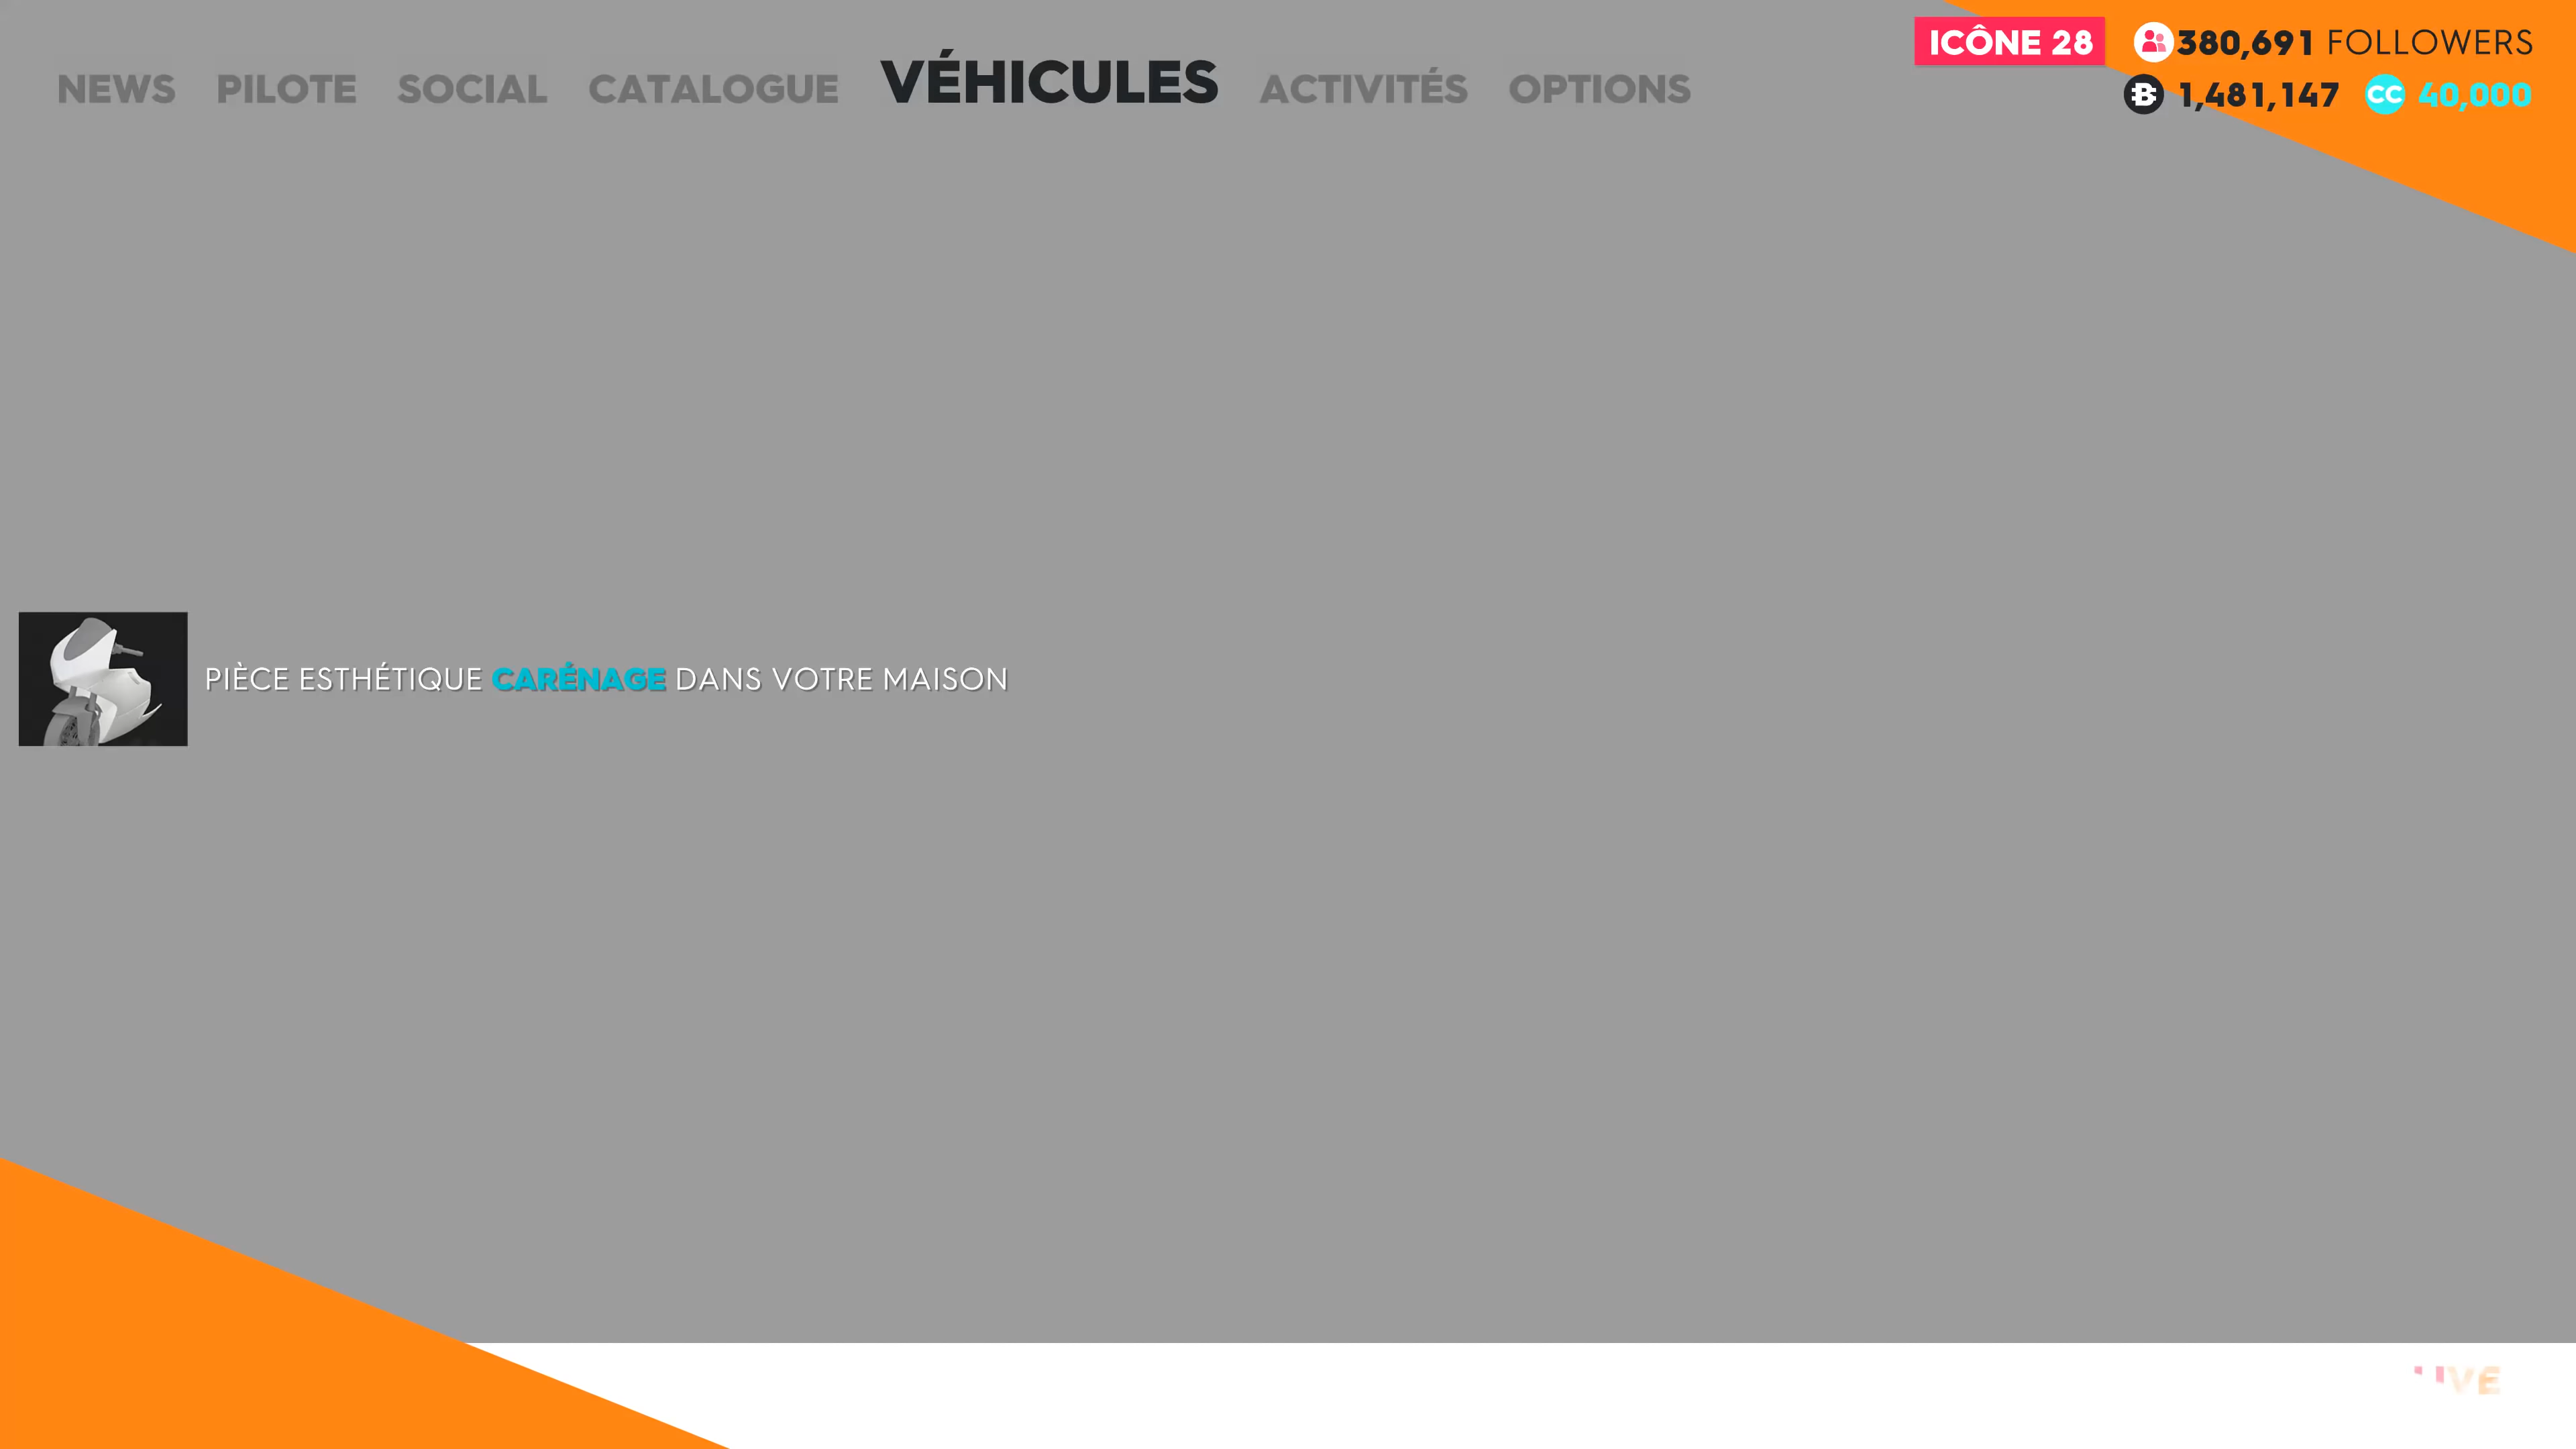 NEWS PILOTE SOCIAL CATALOGUE VÉHICULES ACTIVITÉS OPTIONS
ICÔNE 28 380,691 FOLLOWERS
1,481,147 CC 40,000
PIÈCE ESTHÉTIQUE CARÉNAGE DANS VOTRE MAISON